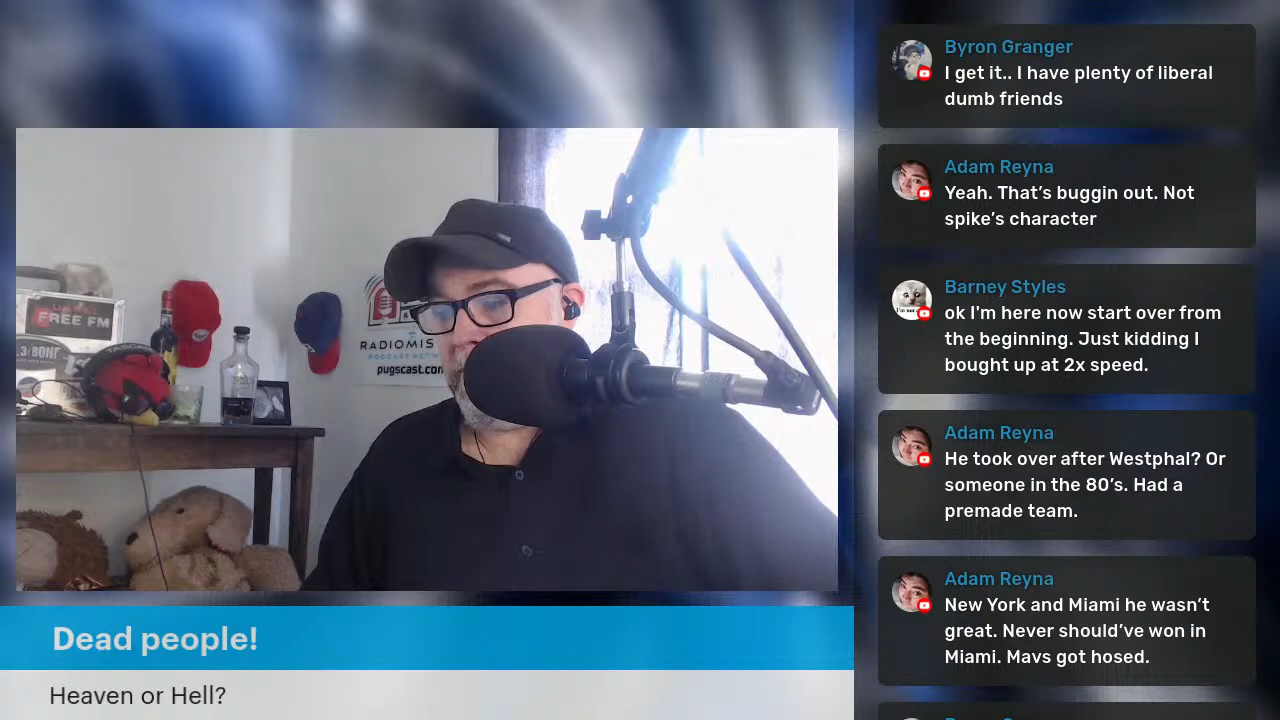 Byron Granger
I get it.. I have plenty of liberal
dumb friends
Adam Reyna
Yeah. That’s buggin out. Not
spike’s character
Barney Styles
ok I'm here now start over from
the beginning. Just kidding I
bought up at 2x speed.
Adam Reyna
He took over after Westphal? Or
someone in the 80’s. Had a
premade team.
Adam Reyna
New York and Miami he wasn’t
great. Never should’ve won in
Miami. Mavs got hosed.
FREE FM
RADIOMIS
PODCAST NETW
pugscast.com
Dead people!
Heaven or Hell?